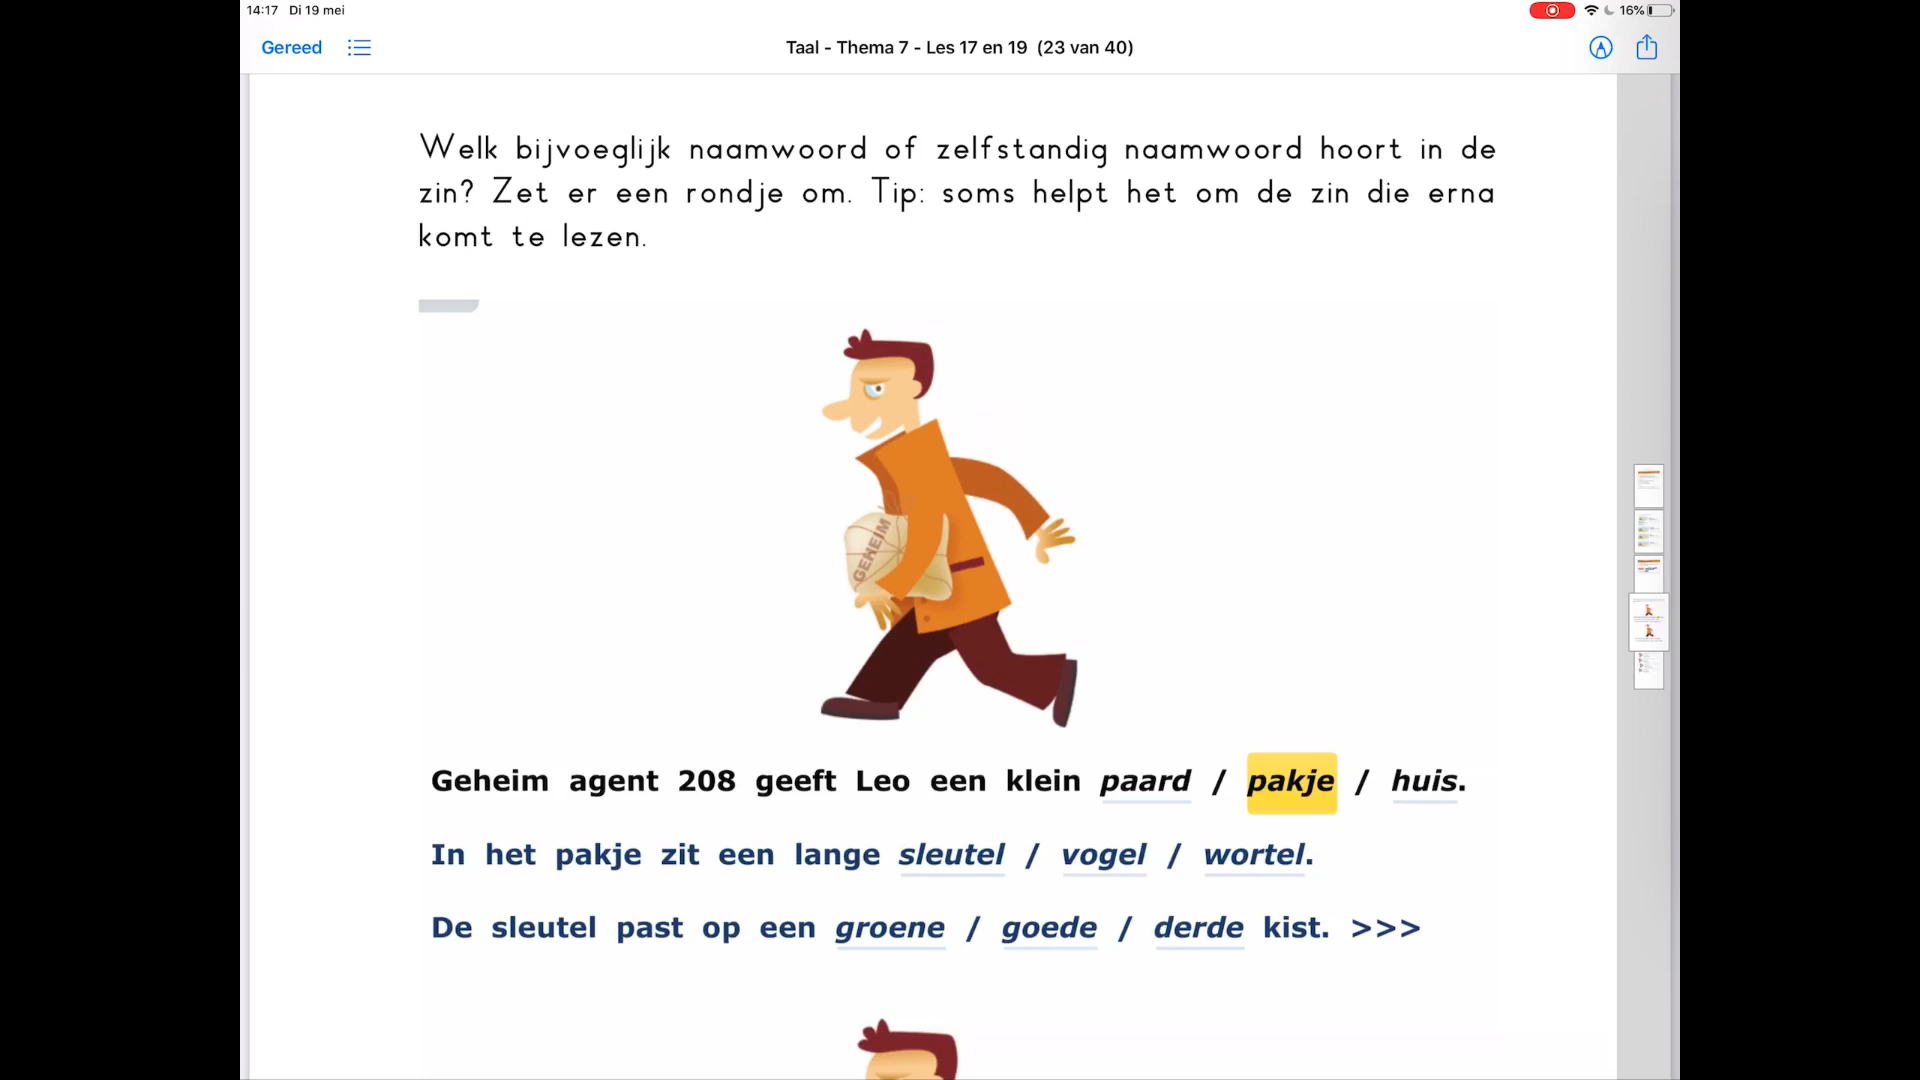 14:17 Di 19 mei 16%
Gereed Taal - Thema 7 - Les 17 en 19 (23 van 40)
Welk bijvoeglijk naamwoord of zelfstandig naamwoord hoort in de
zin? Zet er een rondje om. Tip: soms helpt het om de zin die erna
komt te lezen.
GEHEIM
Geheim agent 208 geeft Leo een klein paard / pakje / huis.
In het pakje zit een lange sleutel / vogel / wortel.
De sleutel past op een groene / goede / derde kist. >>>